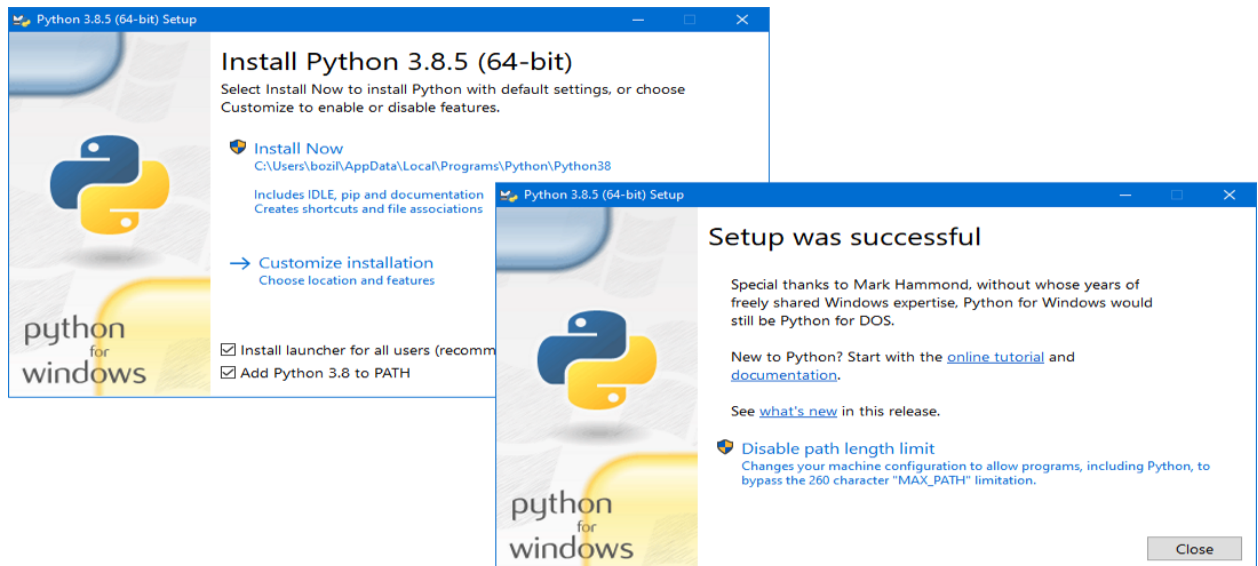 Python 3.8.5 (64-bit) Setup
Install Python 3.8.5 (64-bit)
Select Install Now to install Python with default settings, or choose
Customize to enable or disable features.
Install Now
C:\Users\bozil\AppData\Local\Programs\Python\Python38
Includes IDLE, pip and documentation
Creates shortcuts and file associations
Customize installation
Choose location and features
Install launcher for all users (recomm
Add Python 3.8 to PATH
python
for
windows
Python 3.8.5 (64-bit) Setup
Setup was successful
Special thanks to Mark Hammond, without whose years of
freely shared Windows expertise, Python for Windows would
still be Python for DOS.
New to Python? Start with the online tutorial and
documentation.
See what's new in this release.
Disable path length limit
Changes your machine configuration to allow programs, including Python, to
bypass the 260 character "MAX_PATH" limitation.
python
for
windows
Close